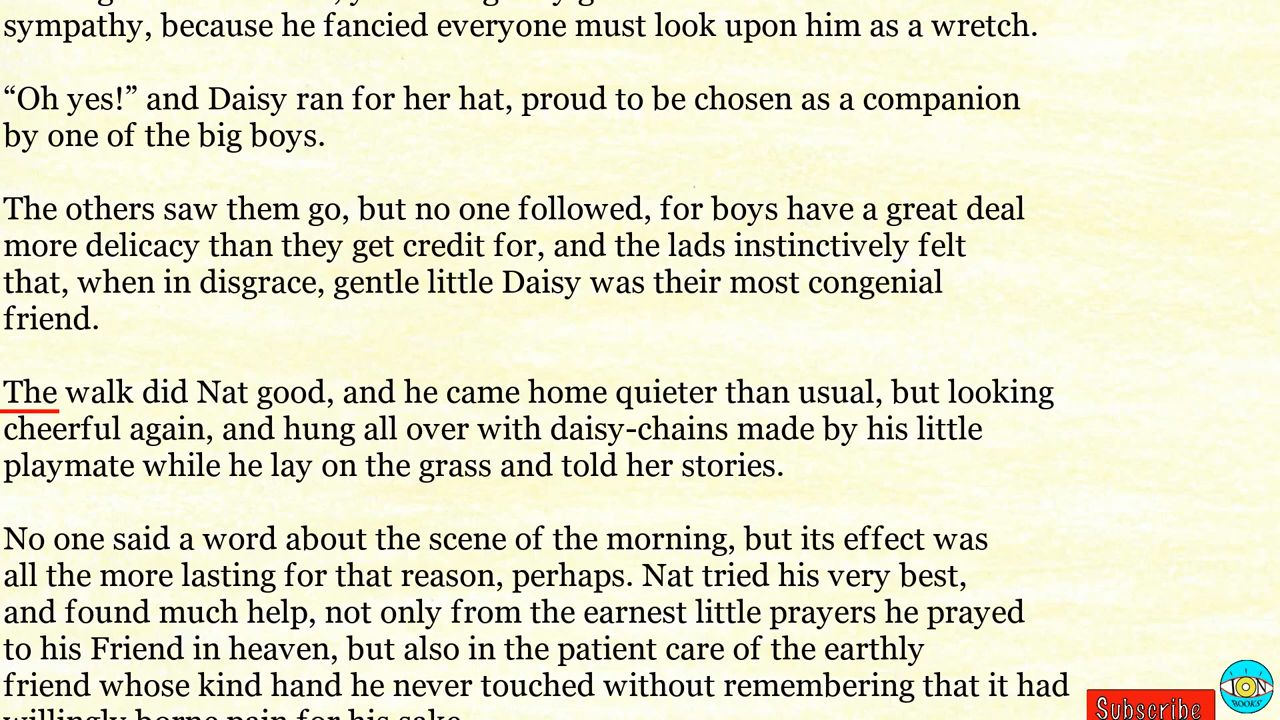 sympathy, because he fancied everyone must look upon him as a wretch.
“Oh yes!” and Daisy ran for her hat, proud to be chosen as a companion
by one of the big boys.
The others saw them go, but no one followed, for boys have a great deal
more delicacy than they get credit for, and the lads instinctively felt
that, when in disgrace, gentle little Daisy was their most congenial
friend.
The walk did Nat good, and he came home quieter than usual, but looking
cheerful again, and hung all over with daisy-chains made by his little
playmate while he lay on the grass and told her stories.
No one said a word about the scene of the morning, but its effect was
all the more lasting for that reason, perhaps. Nat tried his very best,
and found much help, not only from the earnest little prayers he prayed
to his Friend in heaven, but also in the patient care of the earthly
friend whose kind hand he never touched without remembering that it had
willingly borne pain for his sake.
Subscribe
ION
BOOKS